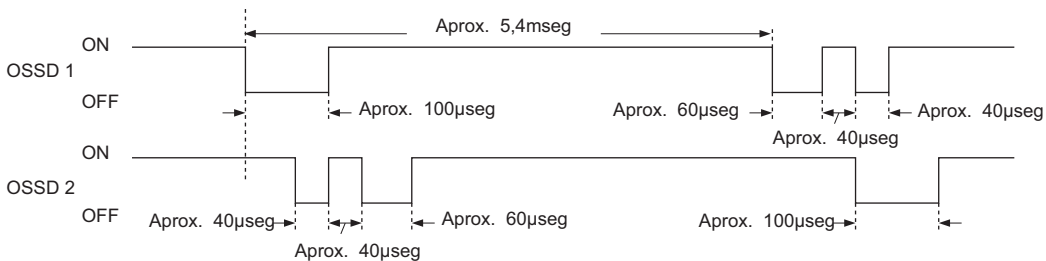 Aprox. 5,4mseg
ON
OSSD 1
OFF
Aprox. 100µseg
Aprox. 60µseg
Aprox. 40µseg
Aprox. 40µseg
ON
OSSD 2
OFF
Aprox. 40µseg
Aprox. 60µseg
Aprox. 100µseg
Aprox. 40µseg